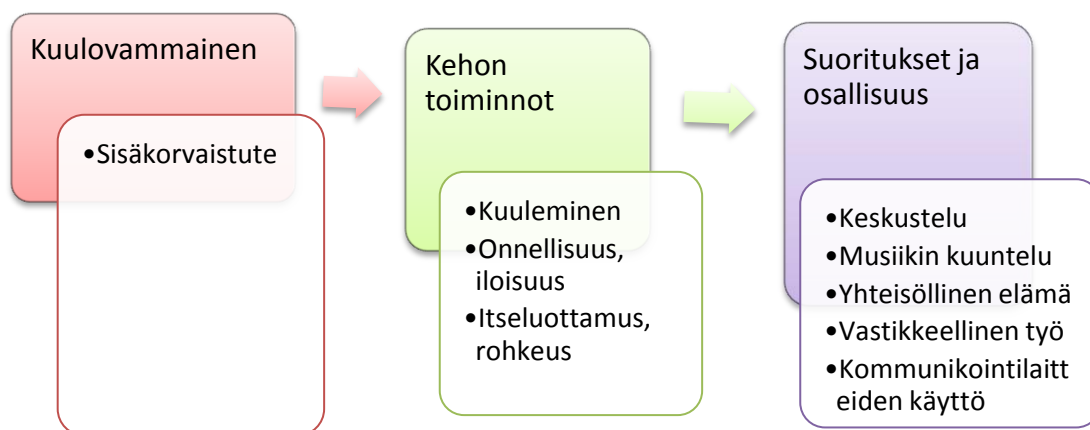 Kuulovammainen
•Sisäkorvaistute
Kehon
toiminnot
•Kuuleminen
•Onnellisuus,
iloisuus
•Itseluottamus,
rohkeus
Suoritukset ja
osallisuus
•Keskustelu
•Musiikin kuuntelu
•Yhteisöllinen elämä
•Vastikkeellinen työ
•Kommunikointilaitt
eiden käyttö